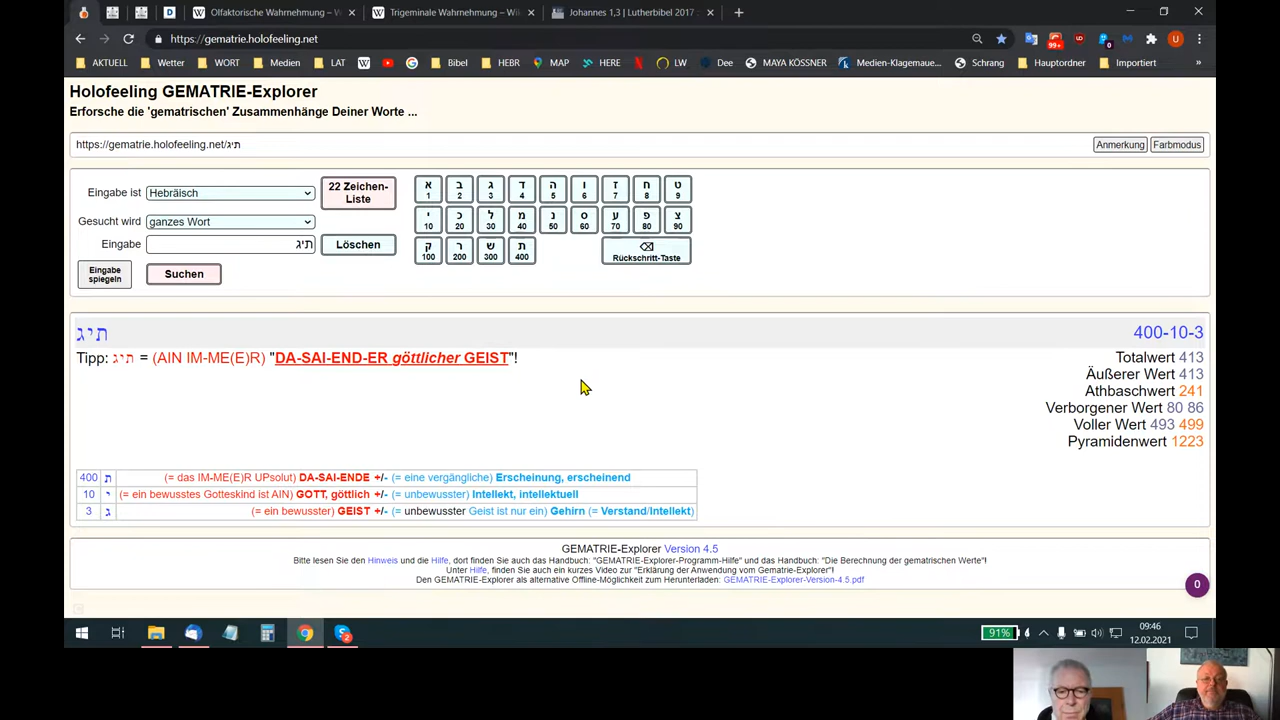 Olfaktorische Wahrnehmung – W
Trigeminale Wahrnehmung – Wi
Johannes 1,3 | Lutherbibel 2017
https://gematrie.holofeeling.net
99+
0
U
AKTUELL
Wetter
WORT
Medien
LAT
Bibel
HEBR
MAP
HERE
LW
Dee
MAYA KÖSSNER
Medien-Klagemaue...
Schrang
Hauptordner
Importiert
»
Holofeeling GEMATRIE-Explorer
Erforsche die 'gematrischen' Zusammenhänge Deiner Worte ...
https://gematrie.holofeeling.net/תיג
Anmerkung
Farbmodus
Eingabe ist
Hebräisch
22 Zeichen-
Liste
Gesucht wird
ganzes Wort
Eingabe
תיג
Löschen
Eingabe
spiegeln
Suchen
א ב ג ד ה ו ז ח ט
1 2 3 4 5 6 7 8 9
י כ ל מ נ ס ע פ צ
10 20 30 40 50 60 70 80 90
ק ר ש ת
100 200 300 400
Rückschritt-Taste
תיג
400-10-3
Tipp: תיג = (AIN IM-ME(E)R) "DA-SAI-END-ER göttlicher GEIST"!
Totalwert 413
Äußerer Wert 413
Athbaschwert 241
Verborgener Wert 80 86
Voller Wert 493 499
Pyramidenwert 1223
400 ת (= das IM-ME(E)R UPsolut) DA-SAI-ENDE +/- (= eine vergängliche) Erscheinung, erscheinend
10 י (= ein bewusstes Gotteskind ist AIN) GOTT, göttlich +/- (= unbewusster) Intellekt, intellektuell
3 ג (= ein bewusster) GEIST +/- (= unbewusster Geist ist nur ein) Gehirn (= Verstand/Intellekt)
GEMATRIE-Explorer Version 4.5
Bitte lesen Sie den Hinweis und die Hilfe, dort finden Sie auch das Handbuch: "GEMATRIE-Explorer-Programm-Hilfe" und das Handbuch: "Die Berechnung der gematrischen Werte"!
Unter Hilfe, finden Sie auch ein kurzes Video zur "Erklärung der Anwendung vom Gematrie-Explorer"!
Den GEMATRIE-Explorer als alternative Offline-Möglichkeit zum Herunterladen: GEMATRIE-Explorer-Version-4.5.pdf
0
91%
2
09:46
12.02.2021